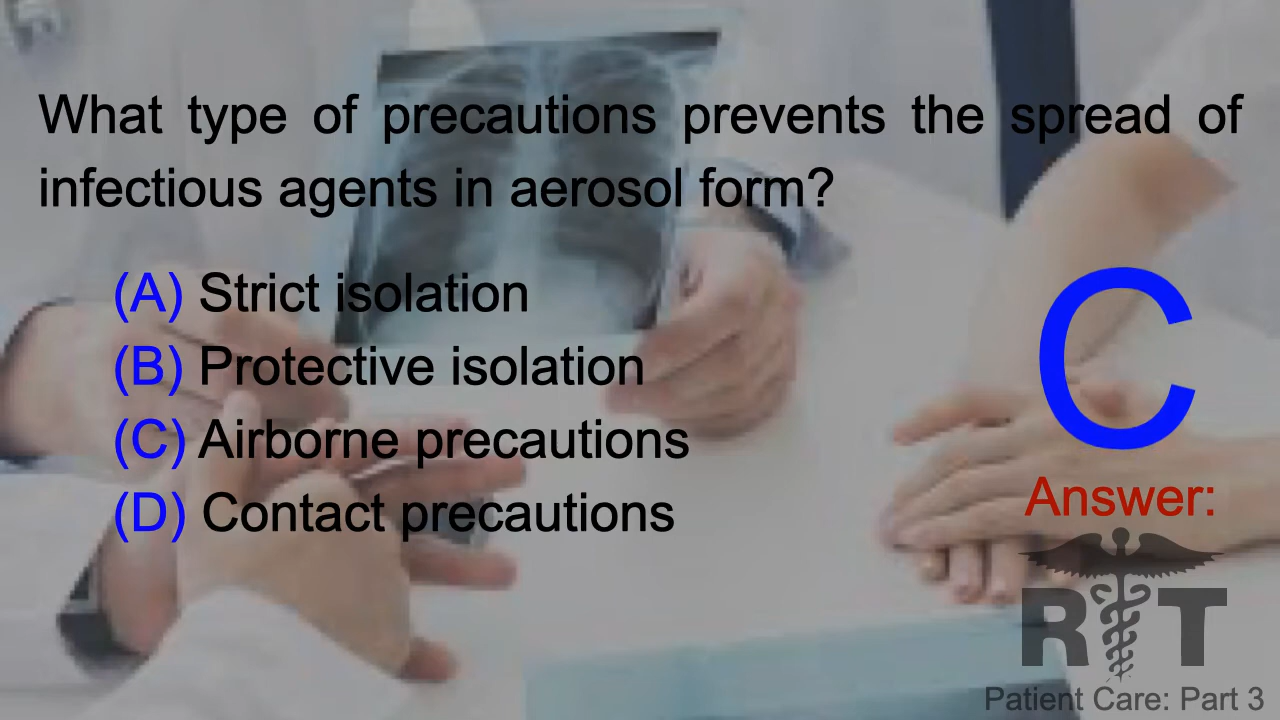 What type of precautions prevents the spread of
infectious agents in aerosol form?
(A) Strict isolation
(B) Protective isolation
(C) Airborne precautions
(D) Contact precautions
C
Answer:
R T
Patient Care: Part 3